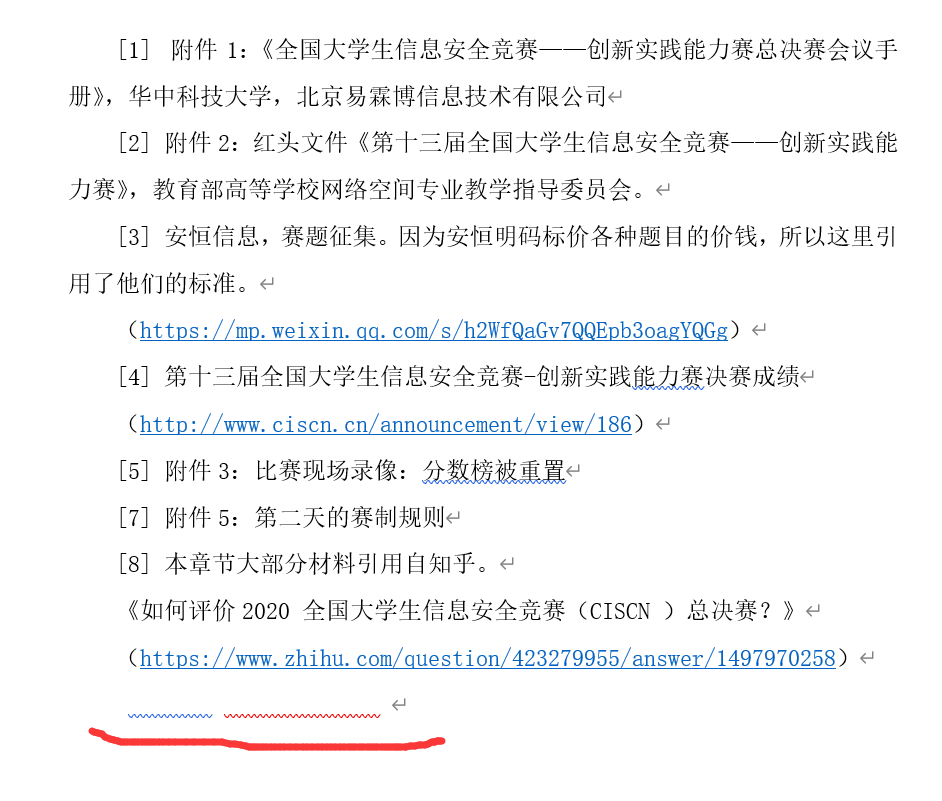 [1] 附件 1：《全国大学生信息安全竞赛——创新实践能力赛总决赛会议手
册》，华中科技大学，北京易霖博信息技术有限公司↵
[2] 附件 2：红头文件《第十三届全国大学生信息安全竞赛——创新实践能
力赛》，教育部高等学校网络空间专业教学指导委员会。↵
[3] 安恒信息，赛题征集。因为安恒明码标价各种题目的价钱，所以这里引
用了他们的标准。↵
（https://mp.weixin.qq.com/s/h2WfQaGv7QQEpb3oagYQGg）↵
[4] 第十三届全国大学生信息安全竞赛-创新实践能力赛决赛成绩↵
（http://www.ciscn.cn/announcement/view/186）↵
[5] 附件 3：比赛现场录像：分数榜被重置↵
[7] 附件 5：第二天的赛制规则↵
[8] 本章节大部分材料引用自知乎。↵
《如何评价 2020 全国大学生信息安全竞赛（CISCN ）总决赛？》↵
（https://www.zhihu.com/question/423279955/answer/1497970258）↵
↵